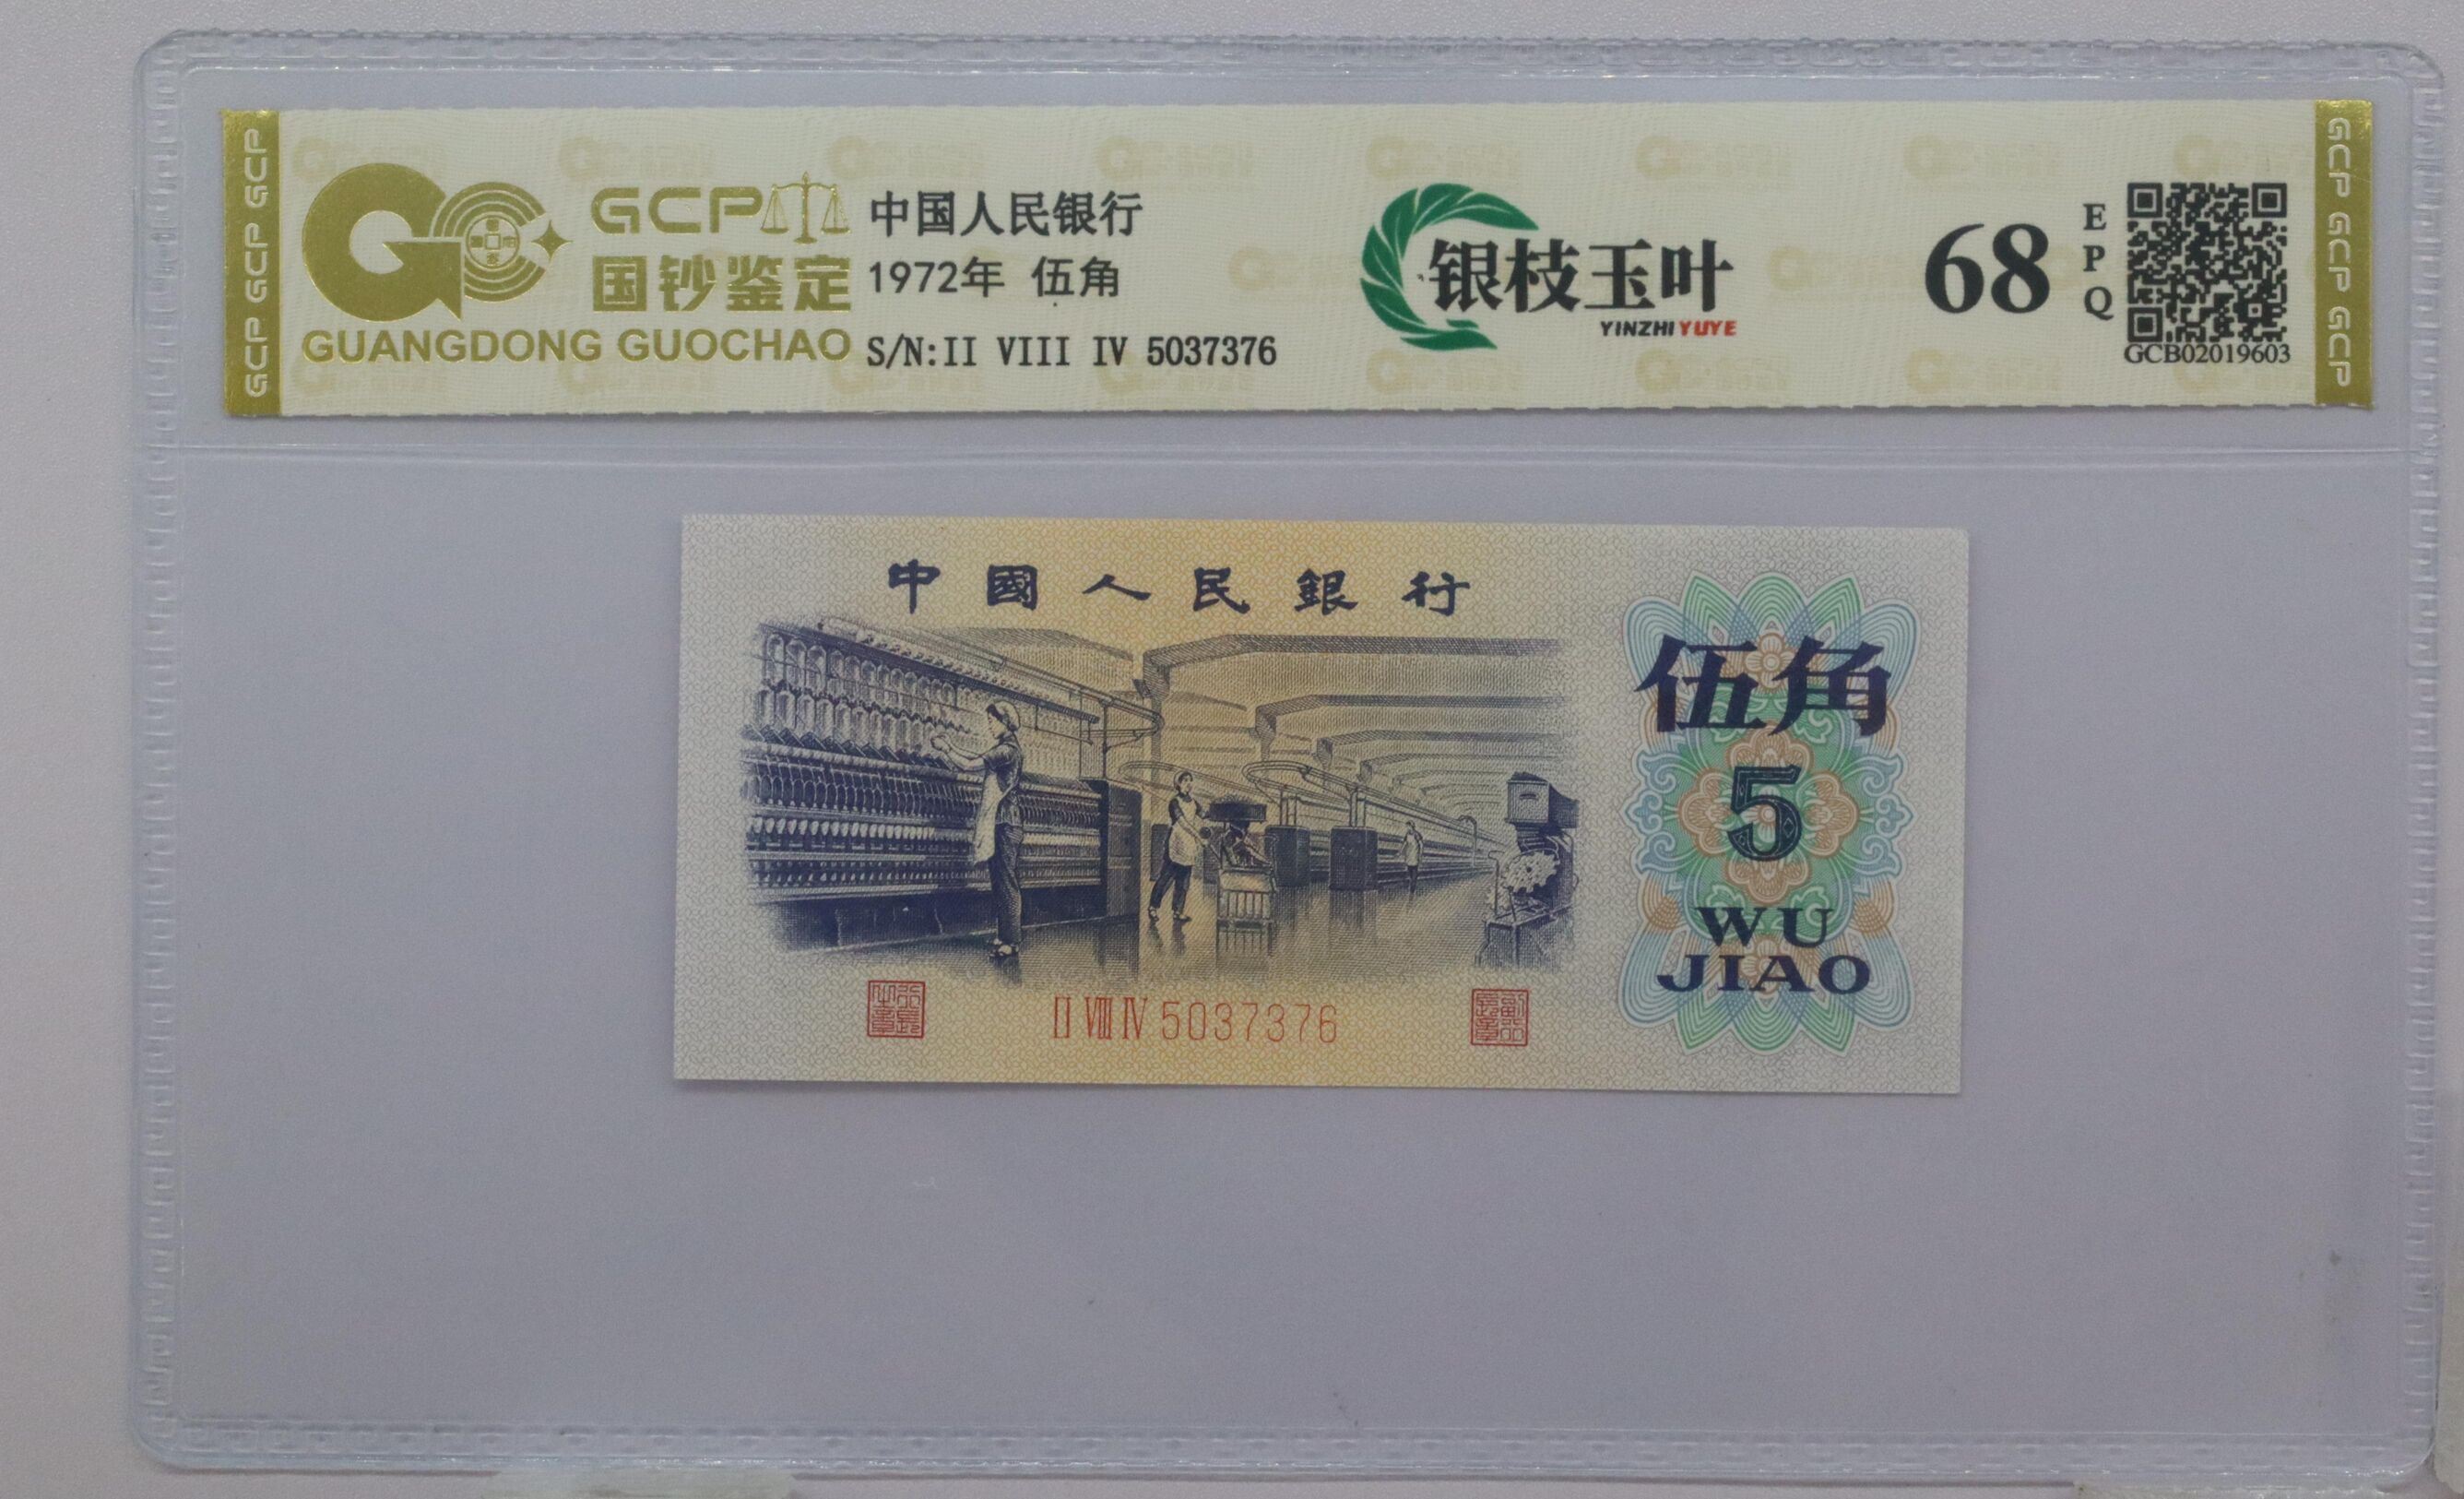 GCP GCP GCP
GCP
国钞鉴定
GUANGDONG GUOCHAO
中国人民银行
1972年 伍角
S/N:II VIII IV 5037376
银枝玉叶
YINZHI YUYE
68
EPQ
GCB02019603
GCP GCP GCP
中國人民銀行
伍角
5
WU
JIAO
II VIII IV 5037376